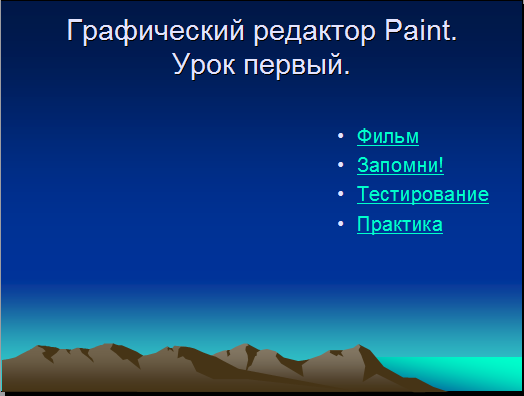 Графический редактор Paint.
Урок первый.
• Фильм
• Запомни!
• Тестирование
• Практика